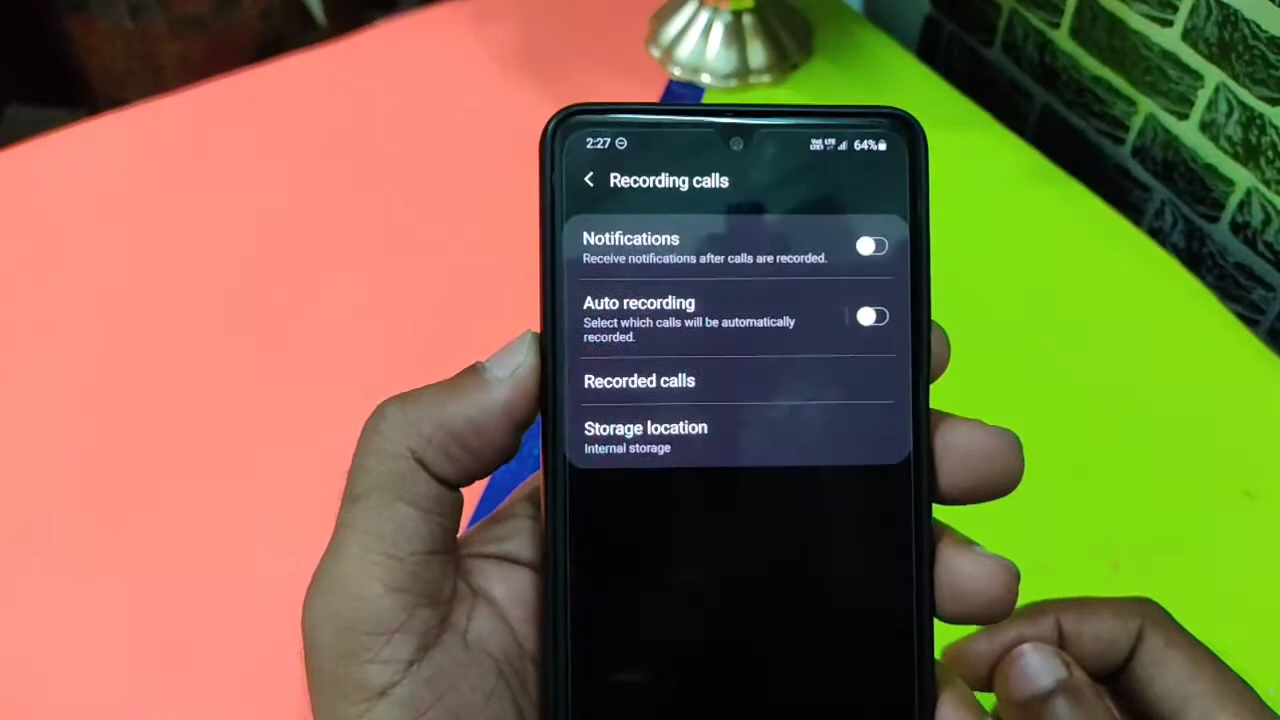 2:27
64%
Recording calls
Notifications
Receive notifications after calls are recorded.
Auto recording
Select which calls will be automatically
recorded.
Recorded calls
Storage location
Internal storage